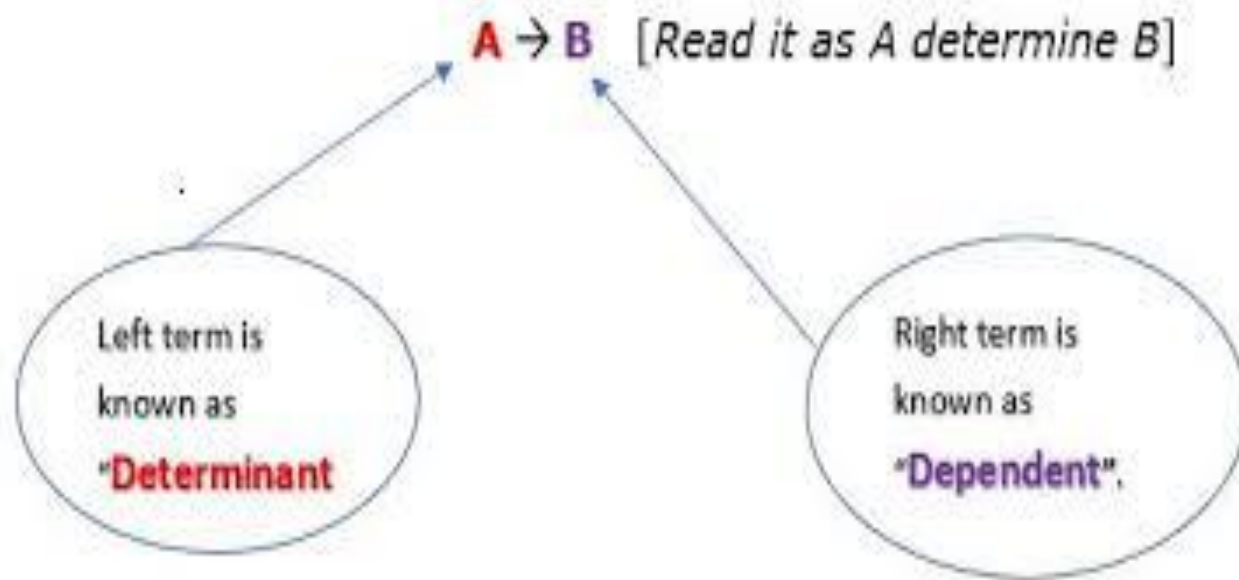 A → B [Read it as A determine B]
Left term is
known as
"Determinant
Right term is
known as
"Dependent".